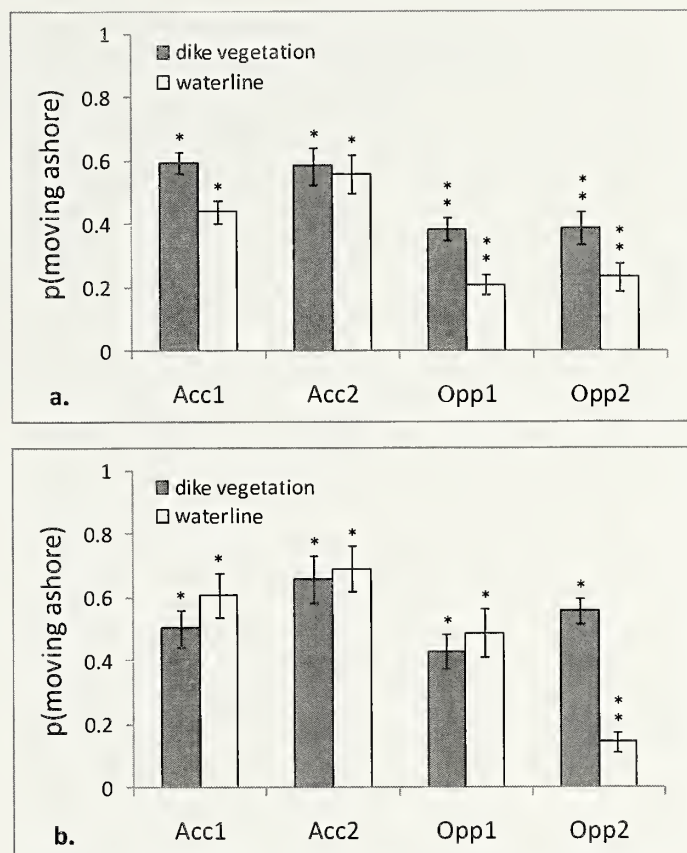 1
0.8
0.6
0.4
0.2
0
p(moving ashore)
dike vegetation
waterline
* * * * ** ** ** **
Acc1 Acc2 Opp1 Opp2
a.
1
0.8
0.6
0.4
0.2
0
p(moving ashore)
dike vegetation
waterline
* * * * * * * **
Acc1 Acc2 Opp1 Opp2
b.